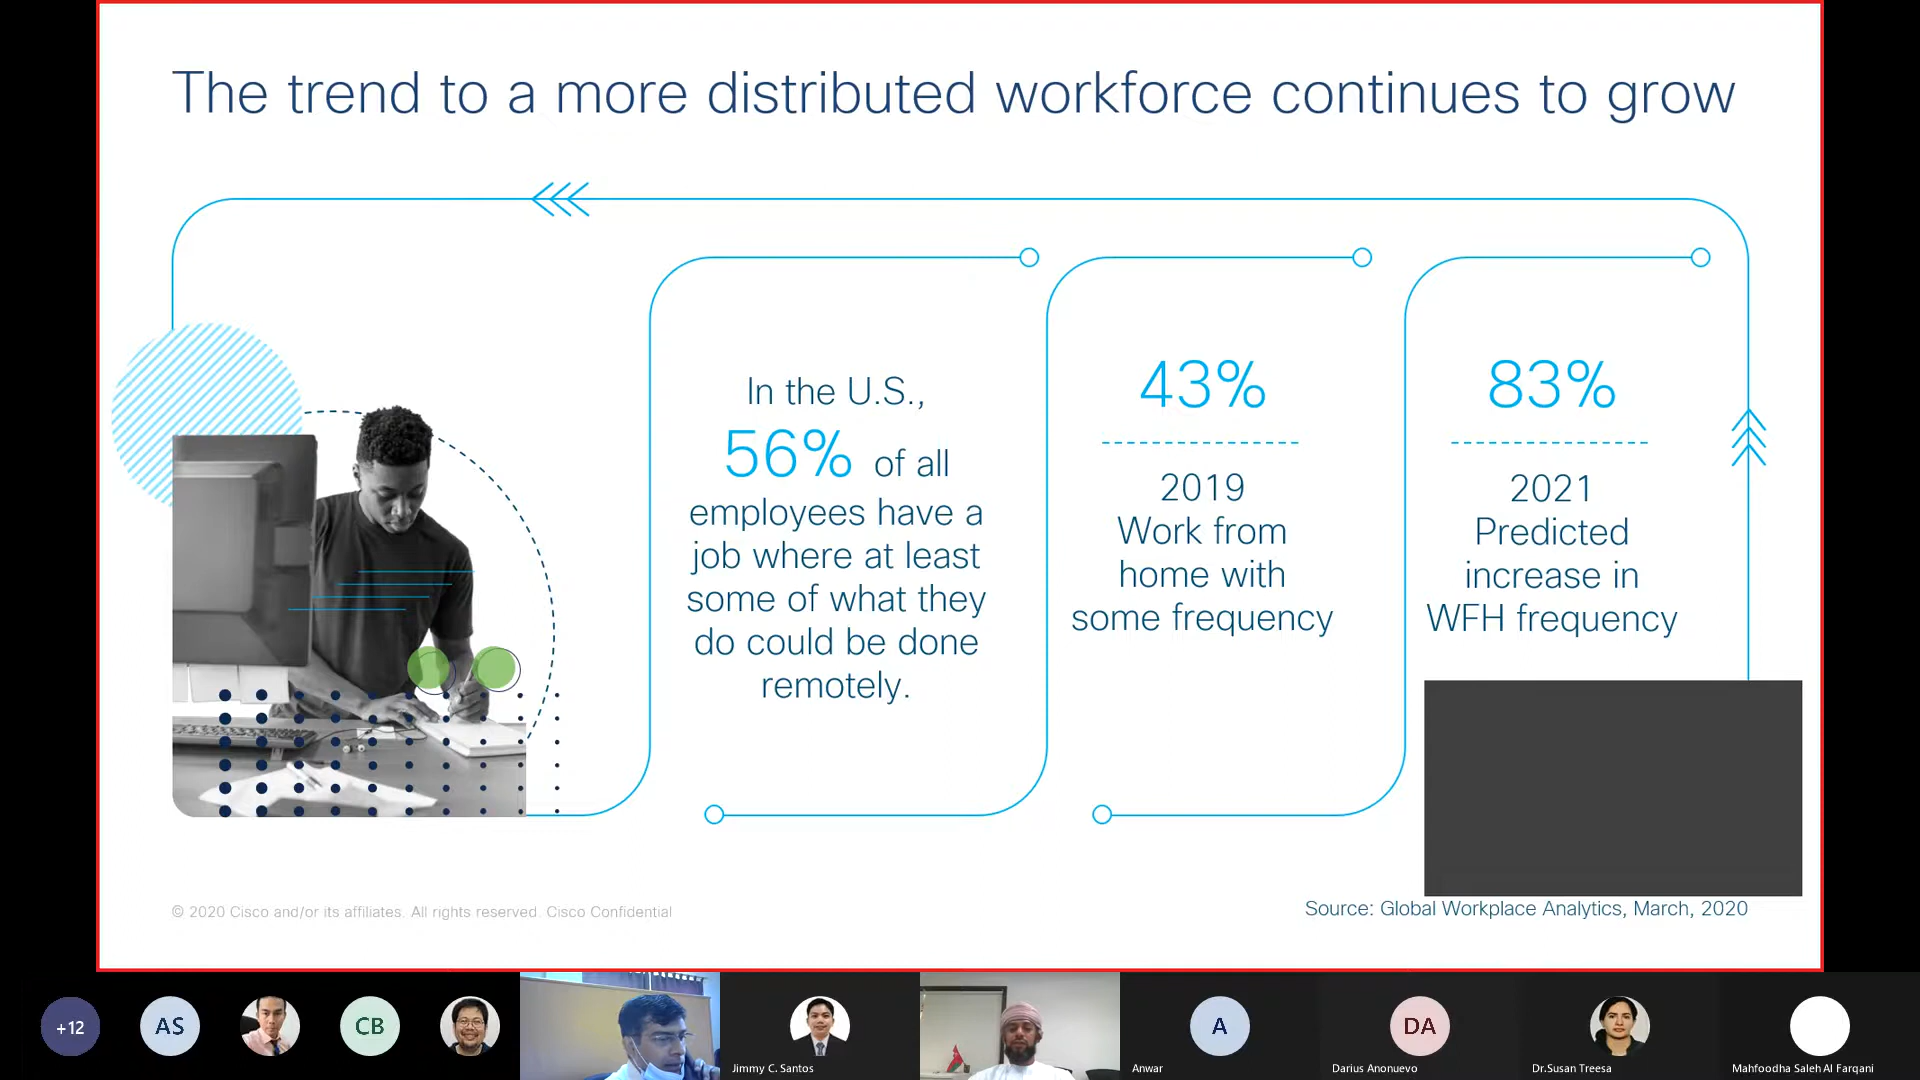 The trend to a more distributed workforce continues to grow
In the U.S.,
56% of all
employees have a
job where at least
some of what they
do could be done
remotely.
43%
2019
Work from
home with
some frequency
83%
2021
Predicted
increase in
WFH frequency
© 2020 Cisco and/or its affiliates. All rights reserved. Cisco Confidential
Source: Global Workplace Analytics, March, 2020
+12
AS
CB
Jimmy C. Santos
A
Anwar
DA
Darius Anonuevo
Dr.Susan Treesa
Mahfoodha Saleh Al Farqani